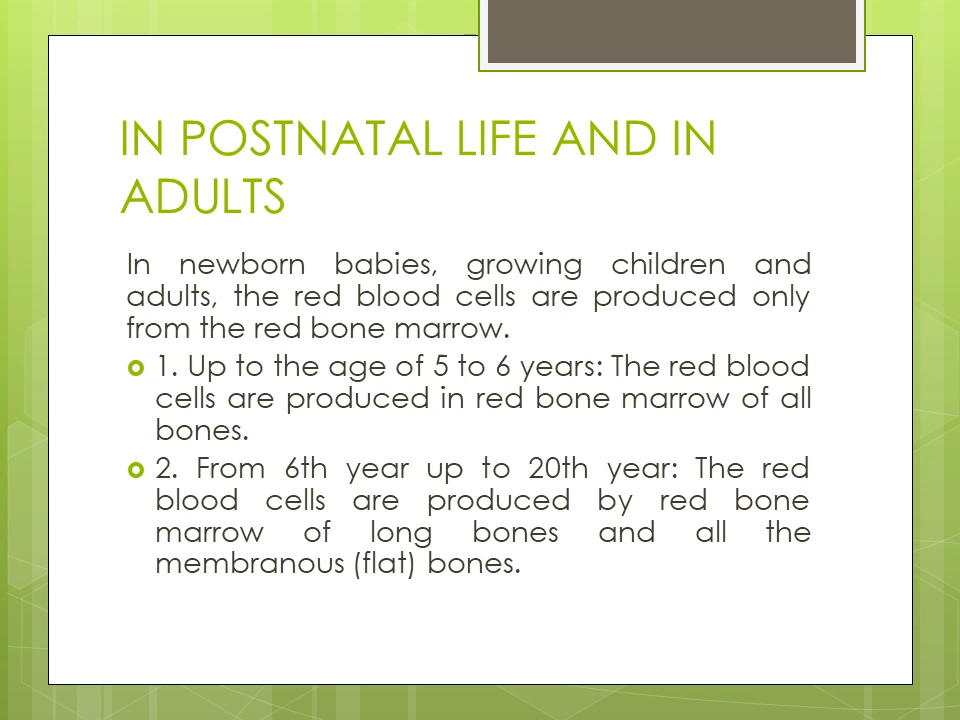 IN POSTNATAL LIFE AND IN
ADULTS
In newborn babies, growing children and
adults, the red blood cells are produced only
from the red bone marrow.
1. Up to the age of 5 to 6 years: The red blood
cells are produced in red bone marrow of all
bones.
2. From 6th year up to 20th year: The red
blood cells are produced by red bone
marrow of long bones and all the
membranous (flat) bones.